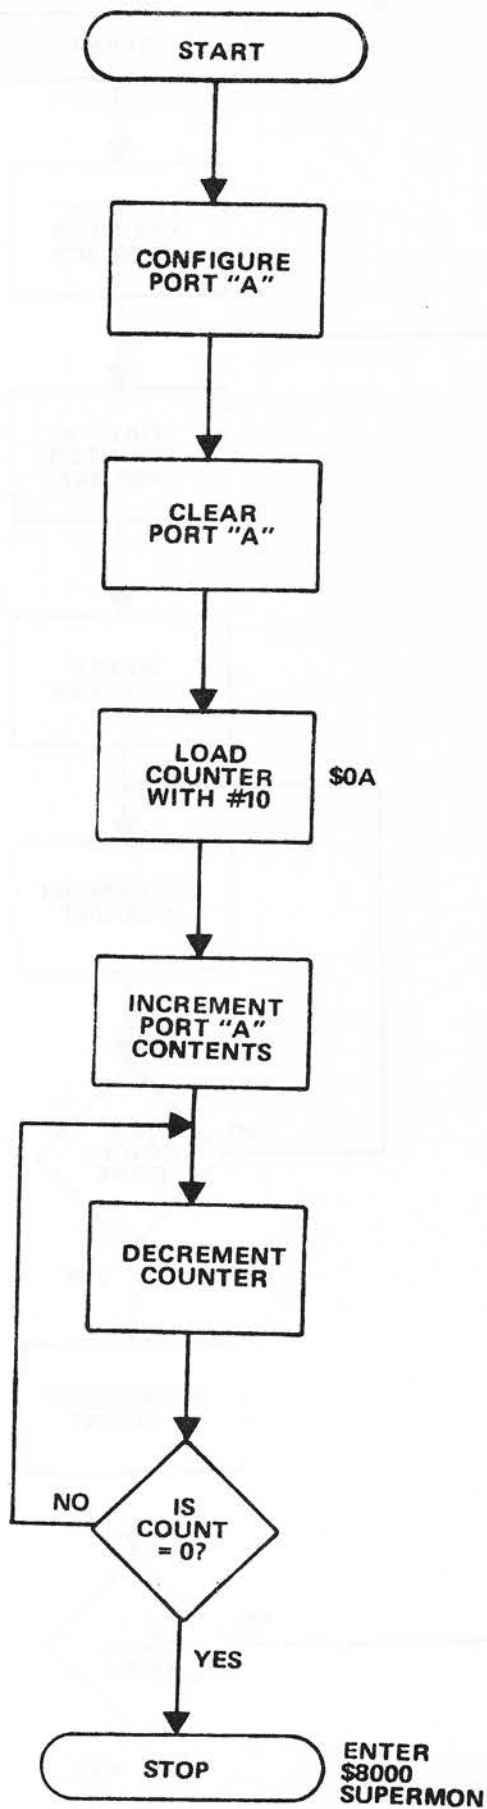 START
CONFIGURE
PORT "A"
CLEAR
PORT "A"
LOAD
COUNTER
WITH #10
$0A
INCREMENT
PORT "A"
CONTENTS
DECREMENT
COUNTER
NO
IS
COUNT
= 0?
YES
STOP
ENTER
$8000
SUPERMON